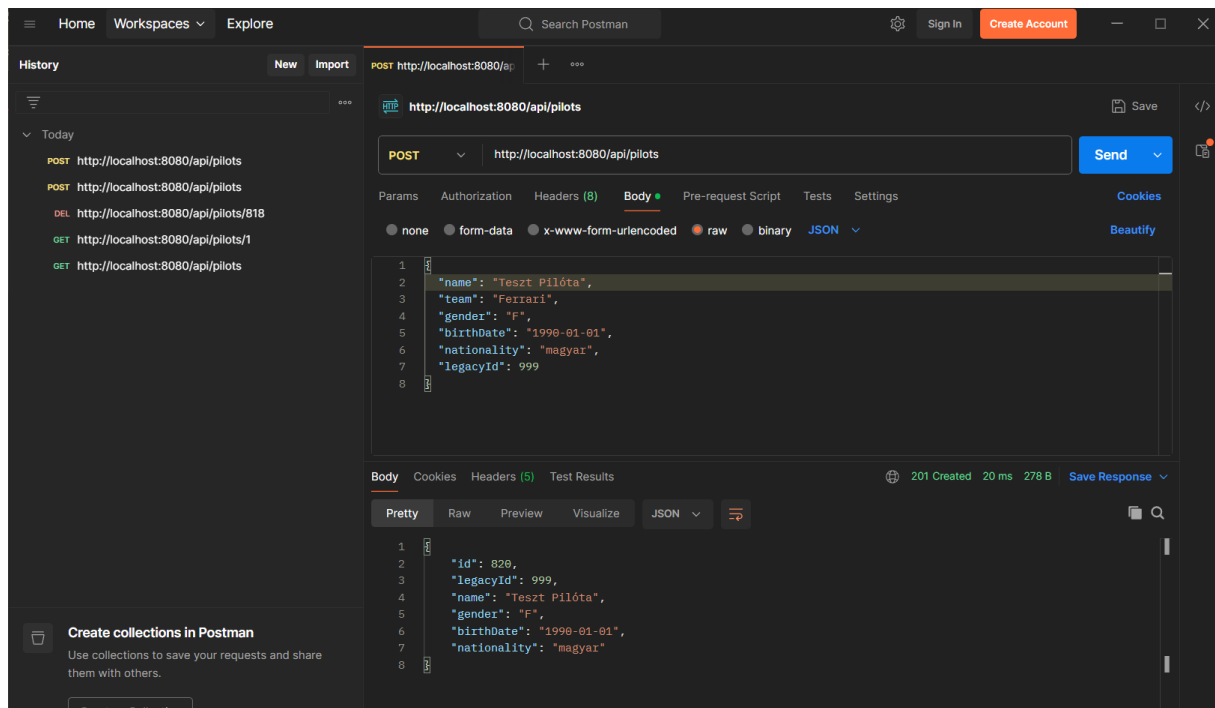 Home Workspaces Explore Search Postman Sign In Create Account
History New Import
POST http://localhost:8080/ap
HTTP http://localhost:8080/api/pilots Save
Today
POST http://localhost:8080/api/pilots
POST http://localhost:8080/api/pilots
DEL http://localhost:8080/api/pilots/818
GET http://localhost:8080/api/pilots/1
GET http://localhost:8080/api/pilots
POST http://localhost:8080/api/pilots Send
Params Authorization Headers (8) Body Pre-request Script Tests Settings Cookies
none form-data x-www-form-urlencoded raw binary JSON Beautify
1 {
2 "name": "Teszt Pilóta",
3 "team": "Ferrari",
4 "gender": "F",
5 "birthDate": "1990-01-01",
6 "nationality": "magyar",
7 "legacyId": 999
8 }
Body Cookies Headers (5) Test Results 201 Created 20 ms 278 B Save Response
Pretty Raw Preview Visualize JSON
1 {
2 "id": 820,
3 "legacyId": 999,
4 "name": "Teszt Pilóta",
5 "gender": "F",
6 "birthDate": "1990-01-01",
7 "nationality": "magyar"
8 }
Create collections in Postman
Use collections to save your requests and share
them with others.